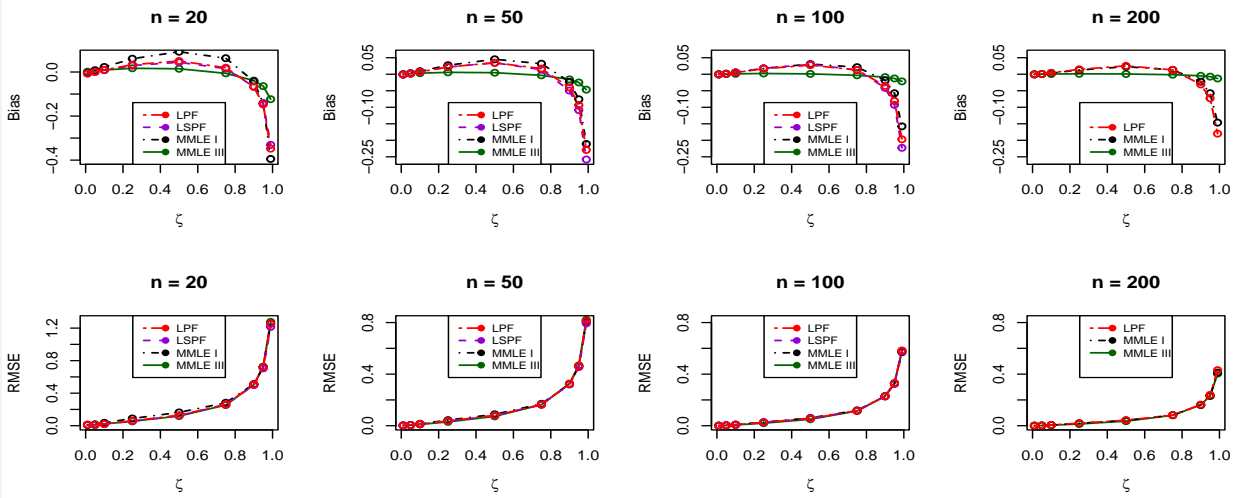 n = 20
Bias
0.0
−0.2
−0.4
LPF
LSPF
MMLE I
MMLE III
0.0 0.2 0.4 0.6 0.8 1.0
ζ
n = 50
Bias
0.05
−0.10
−0.25
LPF
LSPF
MMLE I
MMLE III
0.0 0.2 0.4 0.6 0.8 1.0
ζ
n = 100
Bias
0.05
−0.10
−0.25
LPF
LSPF
MMLE I
MMLE III
0.0 0.2 0.4 0.6 0.8 1.0
ζ
n = 200
Bias
0.05
−0.10
−0.25
LPF
MMLE I
MMLE III
0.0 0.2 0.4 0.6 0.8 1.0
ζ
n = 20
RMSE
1.2
0.8
0.4
0.0
LPF
LSPF
MMLE I
MMLE III
0.0 0.2 0.4 0.6 0.8 1.0
ζ
n = 50
RMSE
0.8
0.4
0.0
LPF
LSPF
MMLE I
MMLE III
0.0 0.2 0.4 0.6 0.8 1.0
ζ
n = 100
RMSE
0.8
0.4
0.0
LPF
LSPF
MMLE I
MMLE III
0.0 0.2 0.4 0.6 0.8 1.0
ζ
n = 200
RMSE
0.8
0.4
0.0
LPF
MMLE I
MMLE III
0.0 0.2 0.4 0.6 0.8 1.0
ζ